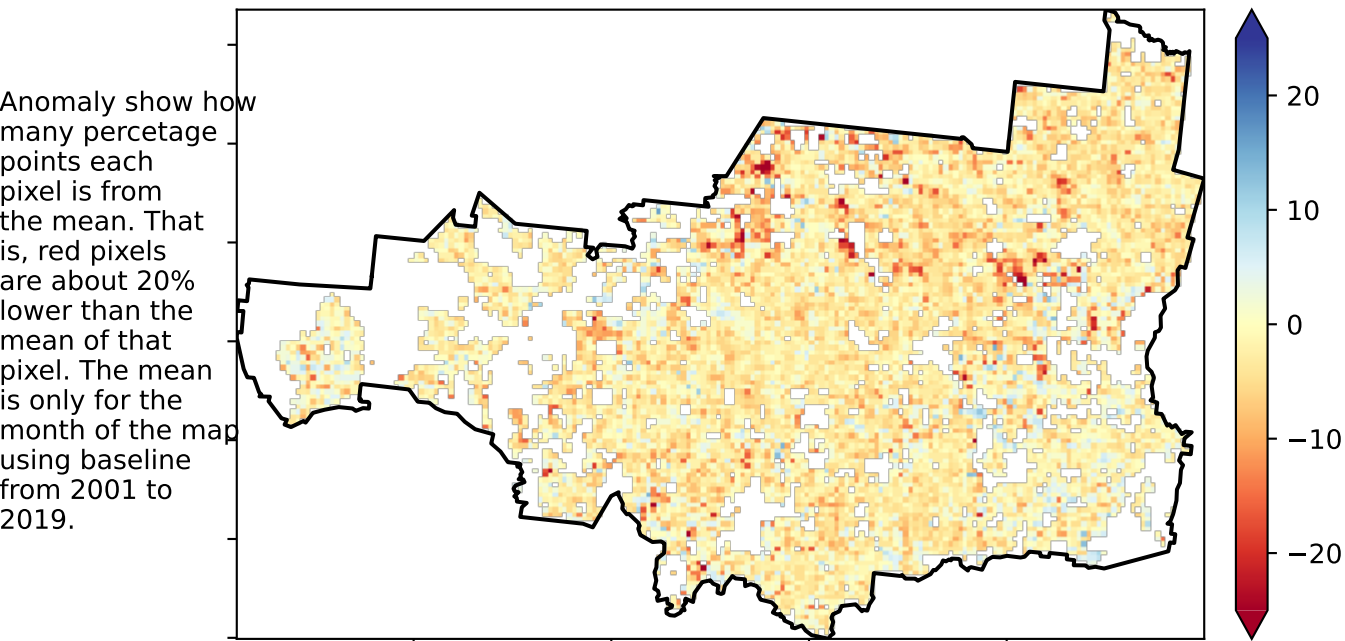 Anomaly show how
many percetage
points each
pixel is from
the mean. That
is, red pixels
are about 20%
lower than the
mean of that
pixel. The mean
is only for the
month of the map
using baseline
from 2001 to
2019.
20
10
0
−10
−20